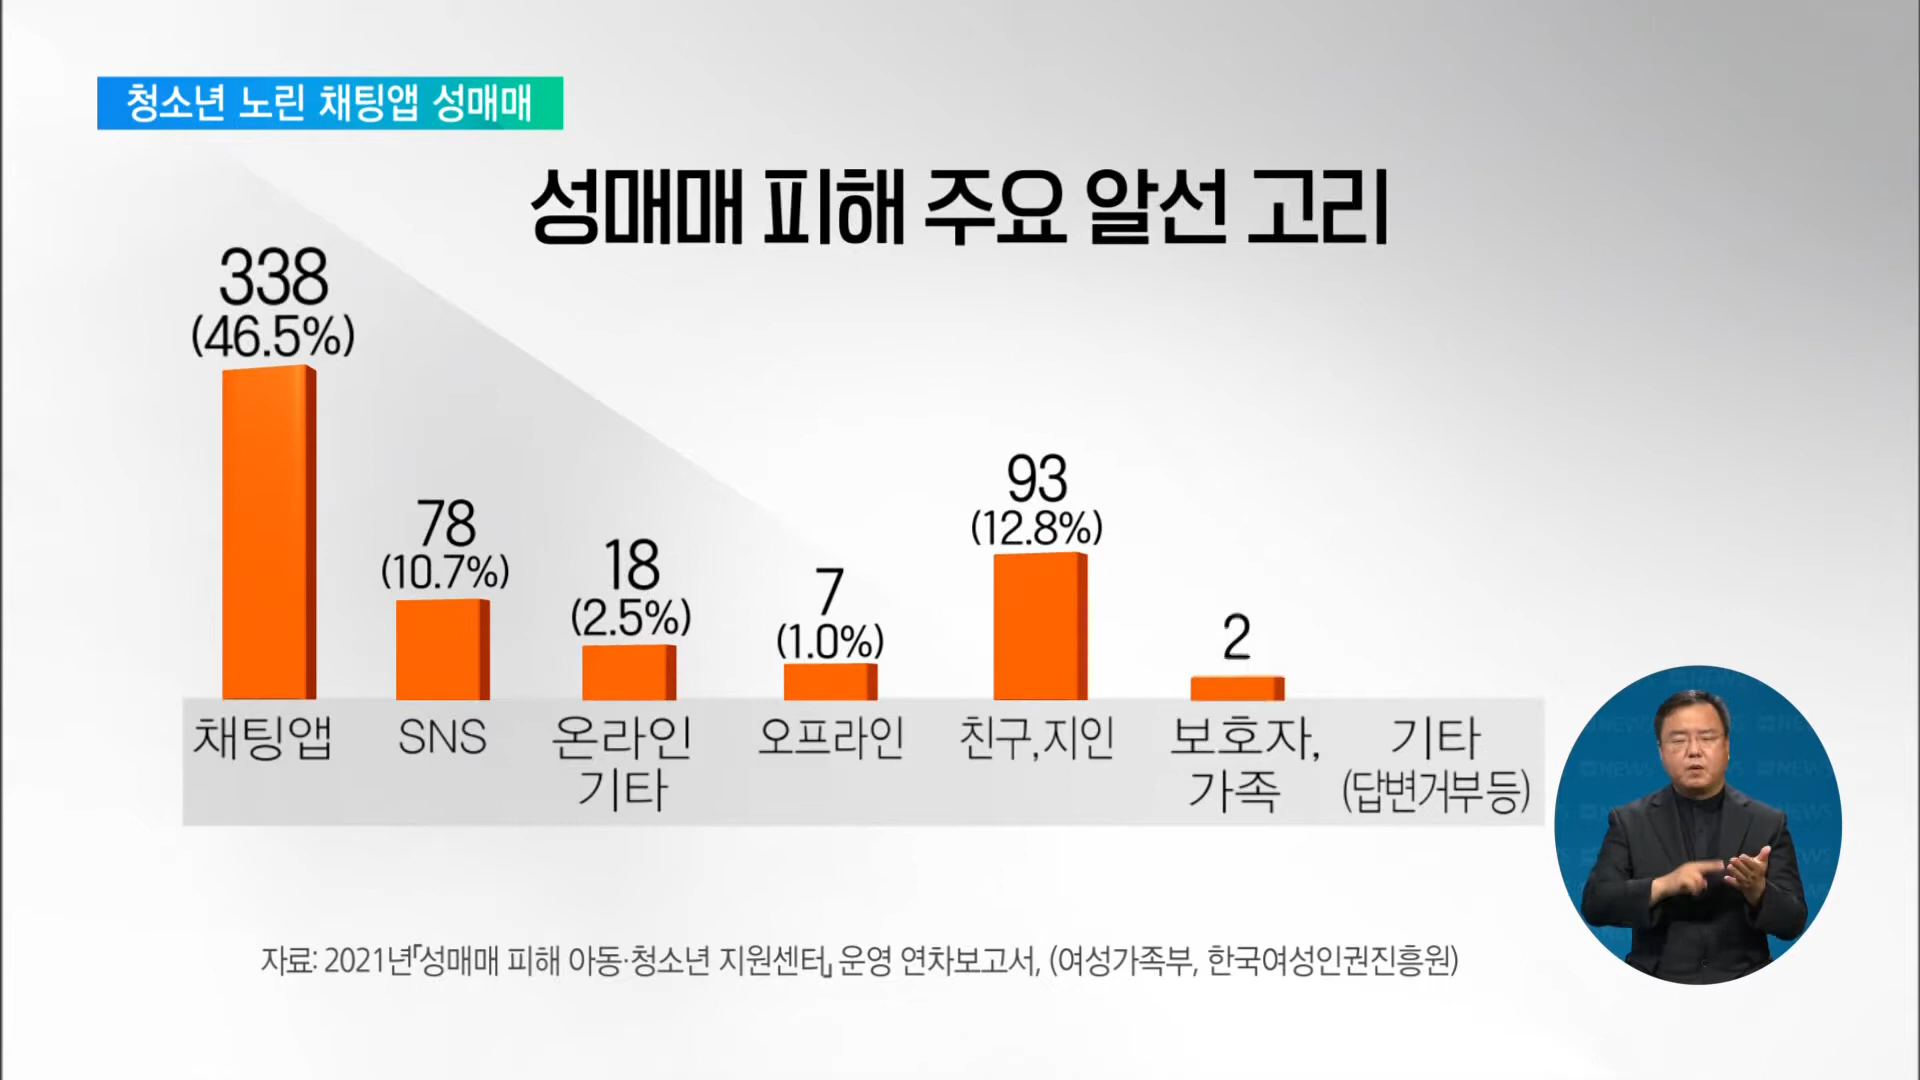 청소년 노린 채팅앱 성매매
성매매 피해 주요 알선 고리
338
(46.5%)
78
(10.7%)
18
(2.5%)
7
(1.0%)
93
(12.8%)
2
채팅앱
SNS
온라인
기타
오프라인
친구,지인
보호자,
가족
기타
(답변거부 등)
자료: 2021년「성매매 피해 아동·청소년 지원센터」 운영 연차보고서, (여성가족부, 한국여성인권진흥원)
NEWS